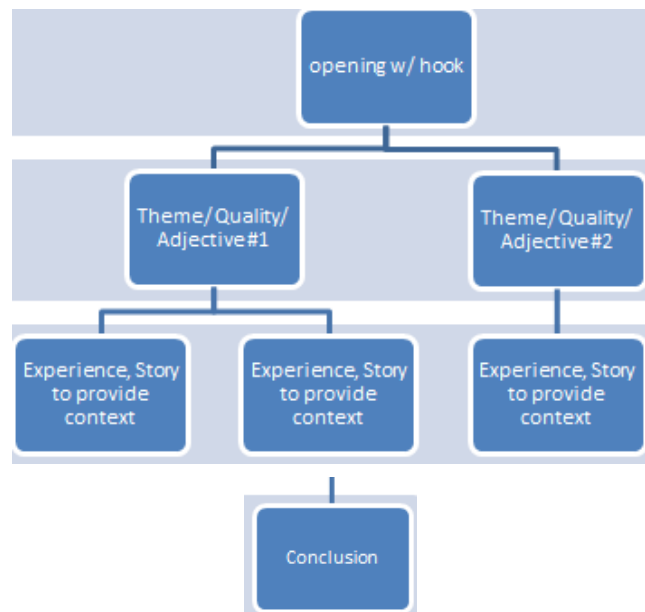 opening w/ hook
Theme/Quality/
Adjective#1
Theme/Quality/
Adjective#2
Experience, Story
to provide
context
Experience, Story
to provide
context
Experience, Story
to provide
context
Conclusion